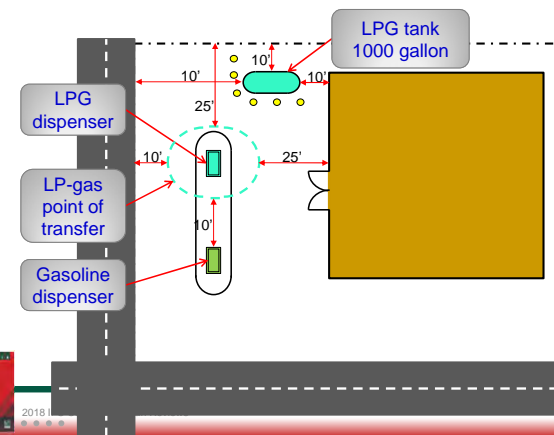 LPG tank
1000 gallon
10'
10'
10'
25'
LPG
dispenser
10'
25'
LP-gas
point of
transfer
10'
Gasoline
dispenser
2018 I